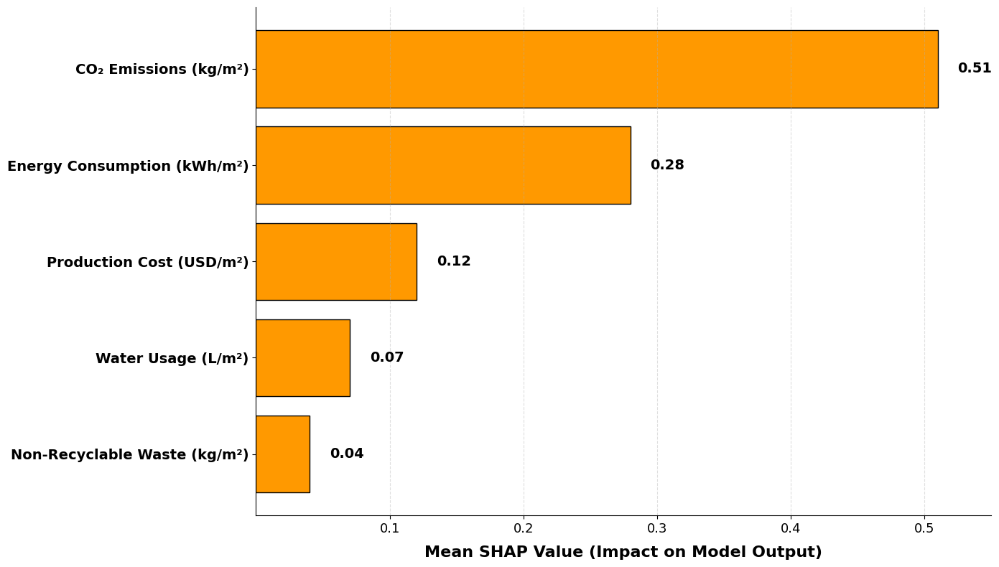 CO₂ Emissions (kg/m²)
0.51
Energy Consumption (kWh/m²)
0.28
Production Cost (USD/m²)
0.12
Water Usage (L/m²)
0.07
Non-Recyclable Waste (kg/m²)
0.04
0.1 0.2 0.3 0.4 0.5
Mean SHAP Value (Impact on Model Output)